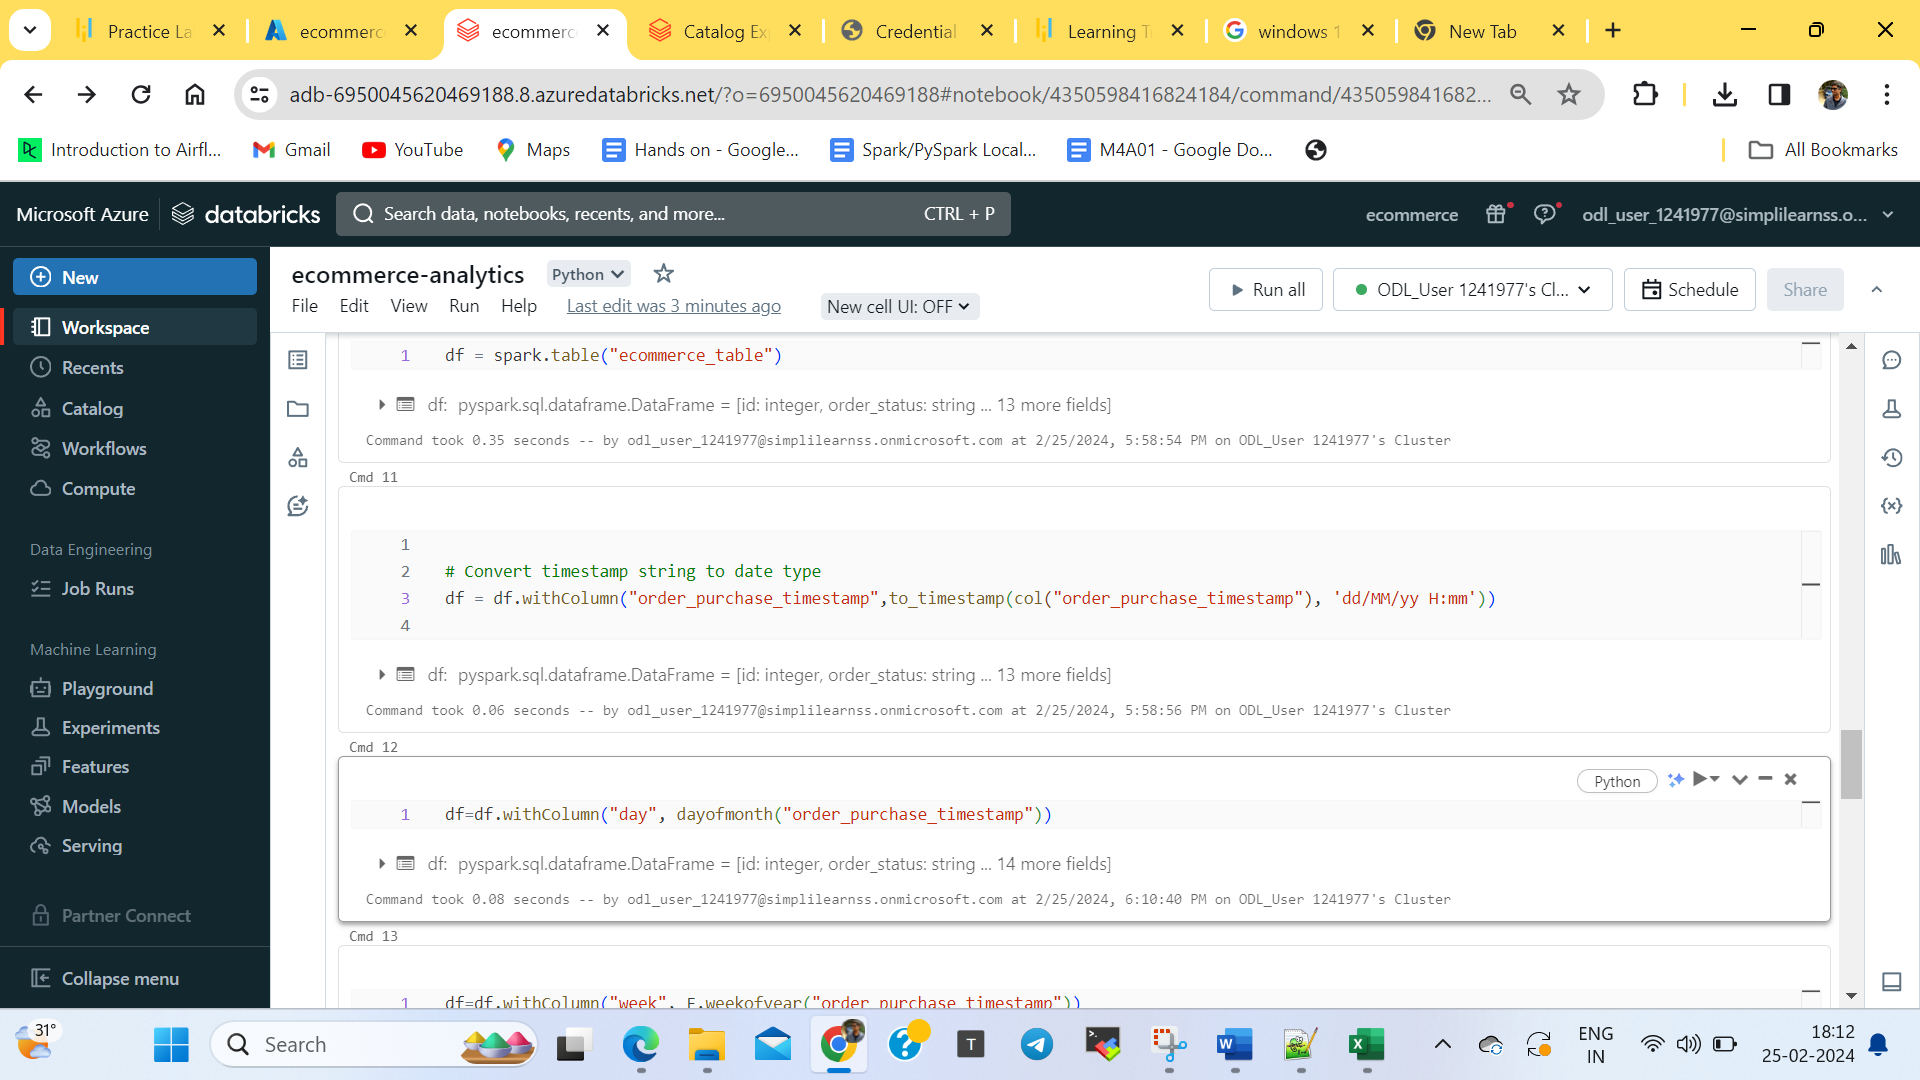 Practice La
ecommerc
ecommerc
Catalog Ex
Credential
Learning T
windows 1
New Tab
adb-6950045620469188.8.azuredatabricks.net/?o=6950045620469188#notebook/4350598416824184/command/435059841682...
Introduction to Airfl...
Gmail
YouTube
Maps
Hands on - Google...
Spark/PySpark Local...
M4A01 - Google Do...
All Bookmarks
Microsoft Azure
databricks
Search data, notebooks, recents, and more...
CTRL + P
ecommerce
odl_user_1241977@simplilearnss.o...
New
Workspace
Recents
Catalog
Workflows
Compute
Data Engineering
Job Runs
Machine Learning
Playground
Experiments
Features
Models
Serving
Partner Connect
Collapse menu
ecommerce-analytics
Python
File Edit View Run Help
Last edit was 3 minutes ago
New cell UI: OFF
Run all
ODL_User 1241977's Cl...
Schedule
Share
1 df = spark.table("ecommerce_table")
df: pyspark.sql.dataframe.DataFrame = [id: integer, order_status: string ... 13 more fields]
Command took 0.35 seconds -- by odl_user_1241977@simplilearnss.onmicrosoft.com at 2/25/2024, 5:58:54 PM on ODL_User 1241977's Cluster
Cmd 11
1
2 # Convert timestamp string to date type
3 df = df.withColumn("order_purchase_timestamp",to_timestamp(col("order_purchase_timestamp"), 'dd/MM/yy H:mm'))
4
df: pyspark.sql.dataframe.DataFrame = [id: integer, order_status: string ... 13 more fields]
Command took 0.06 seconds -- by odl_user_1241977@simplilearnss.onmicrosoft.com at 2/25/2024, 5:58:56 PM on ODL_User 1241977's Cluster
Cmd 12
Python
1 df=df.withColumn("day", dayofmonth("order_purchase_timestamp"))
df: pyspark.sql.dataframe.DataFrame = [id: integer, order_status: string ... 14 more fields]
Command took 0.08 seconds -- by odl_user_1241977@simplilearnss.onmicrosoft.com at 2/25/2024, 6:10:40 PM on ODL_User 1241977's Cluster
Cmd 13
1 df=df.withColumn("week", F.weekofyear("order_purchase_timestamp"))
31°
Search
T
ENG
IN
18:12
25-02-2024